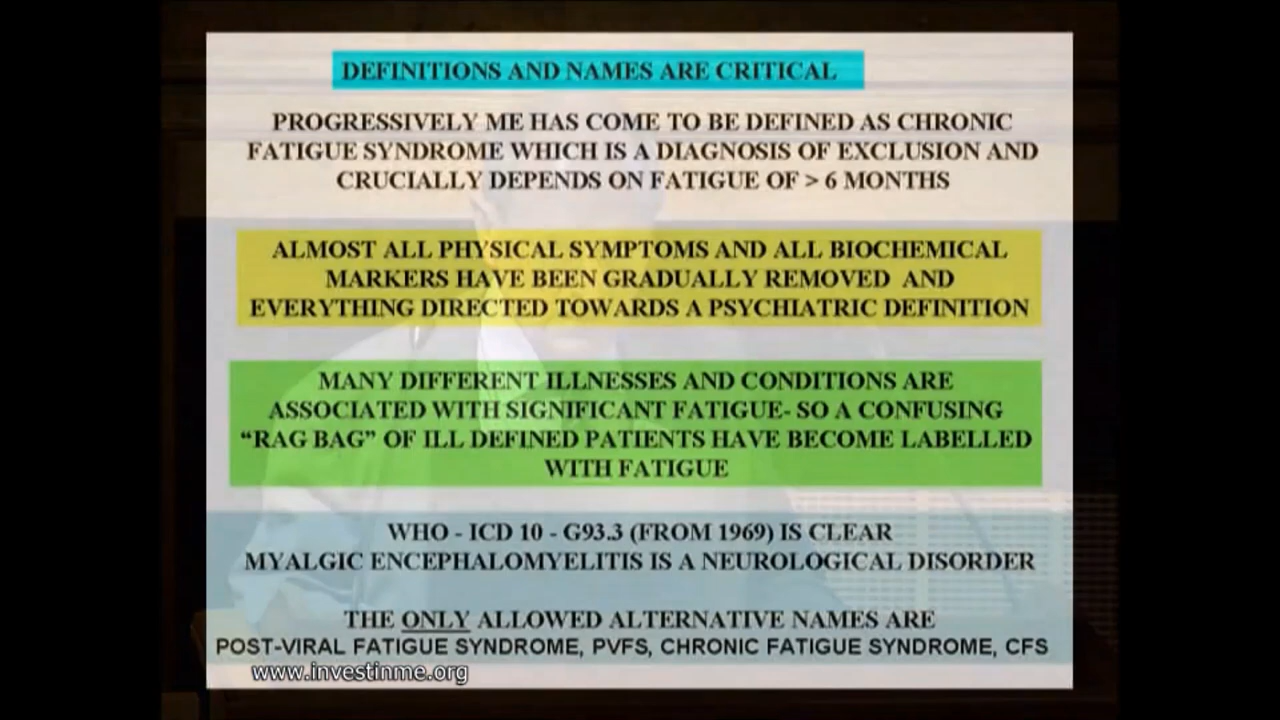 DEFINITIONS AND NAMES ARE CRITICAL
PROGRESSIVELY ME HAS COME TO BE DEFINED AS CHRONIC
FATIGUE SYNDROME WHICH IS A DIAGNOSIS OF EXCLUSION AND
CRUCIALLY DEPENDS ON FATIGUE OF > 6 MONTHS
ALMOST ALL PHYSICAL SYMPTOMS AND ALL BIOCHEMICAL
MARKERS HAVE BEEN GRADUALLY REMOVED AND
EVERYTHING DIRECTED TOWARDS A PSYCHIATRIC DEFINITION
MANY DIFFERENT ILLNESSES AND CONDITIONS ARE
ASSOCIATED WITH SIGNIFICANT FATIGUE- SO A CONFUSING
“RAG BAG” OF ILL DEFINED PATIENTS HAVE BECOME LABELLED
WITH FATIGUE
WHO - ICD 10 - G93.3 (FROM 1969) IS CLEAR
MYALGIC ENCEPHALOMYELITIS IS A NEUROLOGICAL DISORDER
THE ONLY ALLOWED ALTERNATIVE NAMES ARE
POST-VIRAL FATIGUE SYNDROME, PVFS, CHRONIC FATIGUE SYNDROME, CFS
www.investinme.org